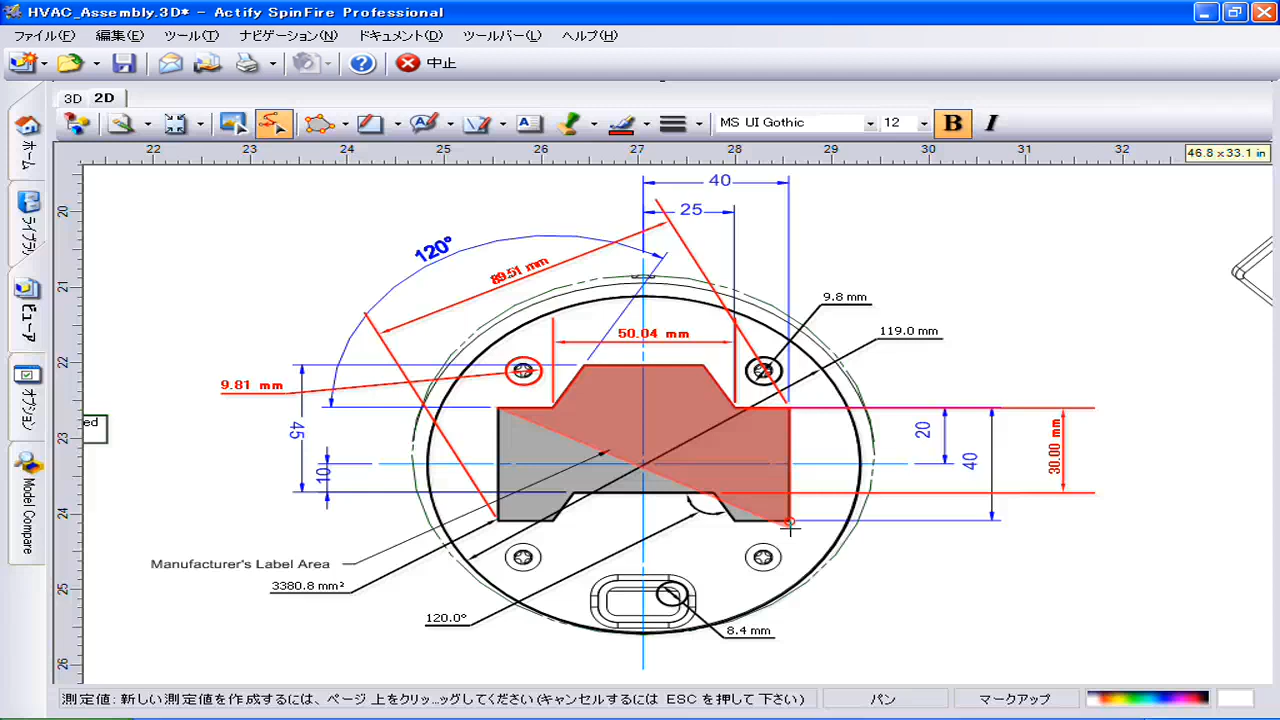 HVAC_Assembly.3D* - Actify SpinFire Professional
ファイル(F) 編集(E) ツール(T) ナビゲーション(N) ドキュメント(D) ツールバー(L) ヘルプ(H)
中止
3D 2D
MS UI Gothic 12 B I
22 23 24 25 26 27 28 29 30 31 32
46.8 x 33.1 in
ホーム
ライブラリ
ビューア
オプション
Model Compare
20
21
22
23
24
25
26
40
25
120°
89.51 mm
9.8 mm
50.04 mm
119.0 mm
9.81 mm
ed
45
10
20
40
30.00 mm
Manufacturer's Label Area
3380.8 mm²
120.0°
8.4 mm
測定値: 新しい測定値を作成するには、ページ 上をクリッ...ッグしてください(キャンセルするには ESC を押して下さい)
パン
マークアップ